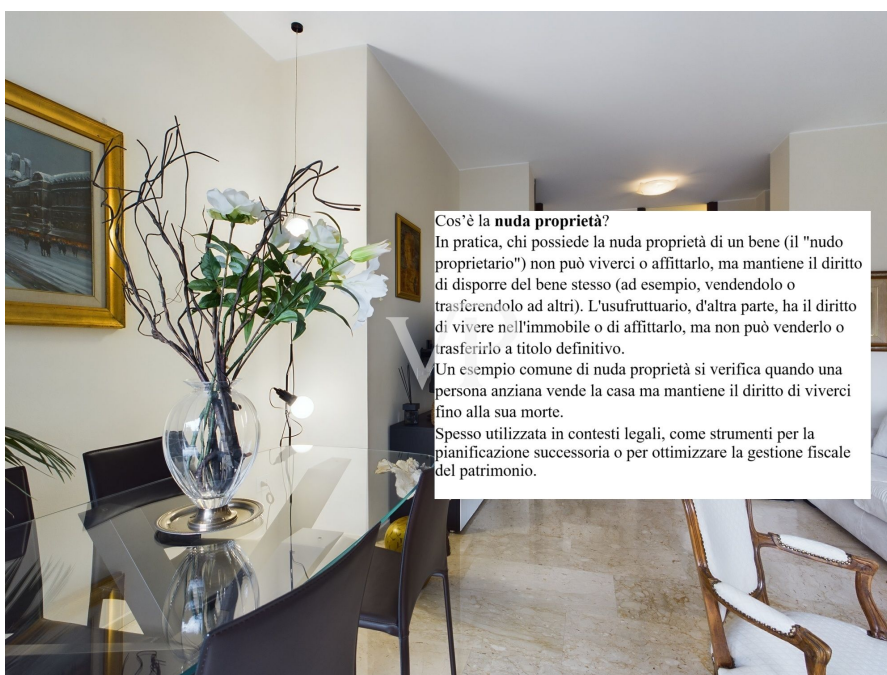 Cos'è la nuda proprietà?
In pratica, chi possiede la nuda proprietà di un bene (il "nudo
proprietario") non può viverci o affittarlo, ma mantiene il diritto
di disporre del bene stesso (ad esempio, vendendolo o
trasferendolo ad altri). L'usufruttuario, d'altra parte, ha il diritto
di vivere nell'immobile o di affittarlo, ma non può venderlo o
trasferirlo a titolo definitivo.
Un esempio comune di nuda proprietà si verifica quando una
persona anziana vende la casa ma mantiene il diritto di viverci
fino alla sua morte.
Spesso utilizzata in contesti legali, come strumenti per la
pianificazione successoria o per ottimizzare la gestione fiscale
del patrimonio.
VP